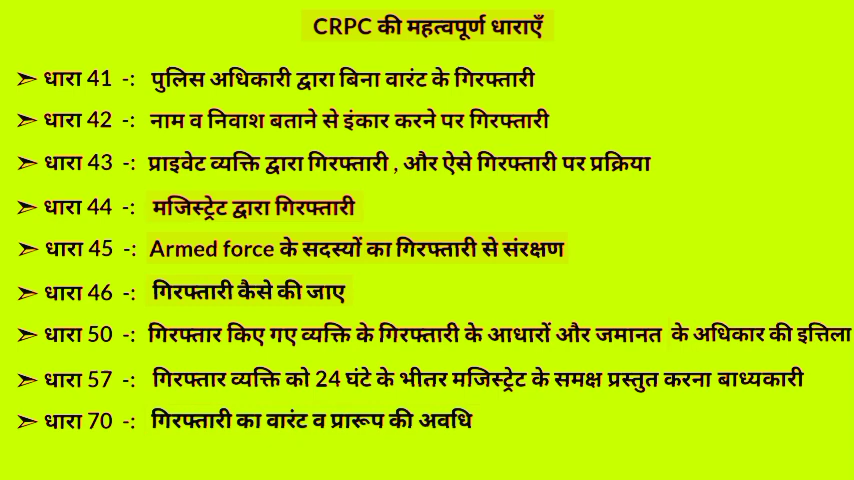 CRPC की महत्वपूर्ण धाराएँ
➣ धारा 41 -: पुलिस अधिकारी द्वारा बिना वारंट के गिरफ्तारी
➣ धारा 42 -: नाम व निवाश बताने से इंकार करने पर गिरफ्तारी
➣ धारा 43 -: प्राइवेट व्यक्ति द्वारा गिरफ्तारी , और ऐसे गिरफ्तारी पर प्रक्रिया
➣ धारा 44 -: मजिस्ट्रेट द्वारा गिरफ्तारी
➣ धारा 45 -: Armed force के सदस्यों का गिरफ्तारी से संरक्षण
➣ धारा 46 -: गिरफ्तारी कैसे की जाए
➣ धारा 50 -: गिरफ्तार किए गए व्यक्ति के गिरफ्तारी के आधारों और जमानत के अधिकार की इत्तिला
➣ धारा 57 -: गिरफ्तार व्यक्ति को 24 घंटे के भीतर मजिस्ट्रेट के समक्ष प्रस्तुत करना बाध्यकारी
➣ धारा 70 -: गिरफ्तारी का वारंट व प्रारूप की अवधि